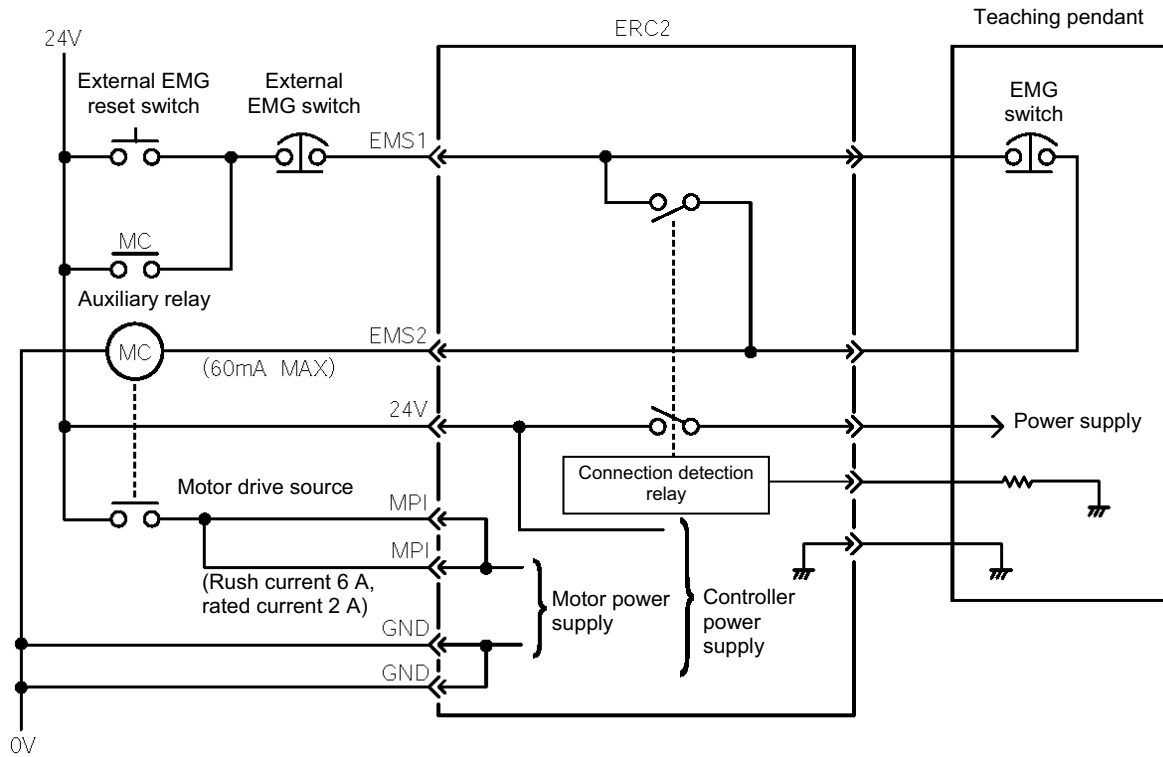 Teaching pendant
24V
ERC2
External EMG
reset switch
External
EMG switch
EMG
switch
EMS1
MC
Auxiliary relay
MC
EMS2
(60mA MAX)
24V
Power supply
Connection detection
relay
Motor drive source
MPI
MPI
(Rush current 6 A,
rated current 2 A)
Motor power
supply
Controller
power
supply
GND
GND
0V